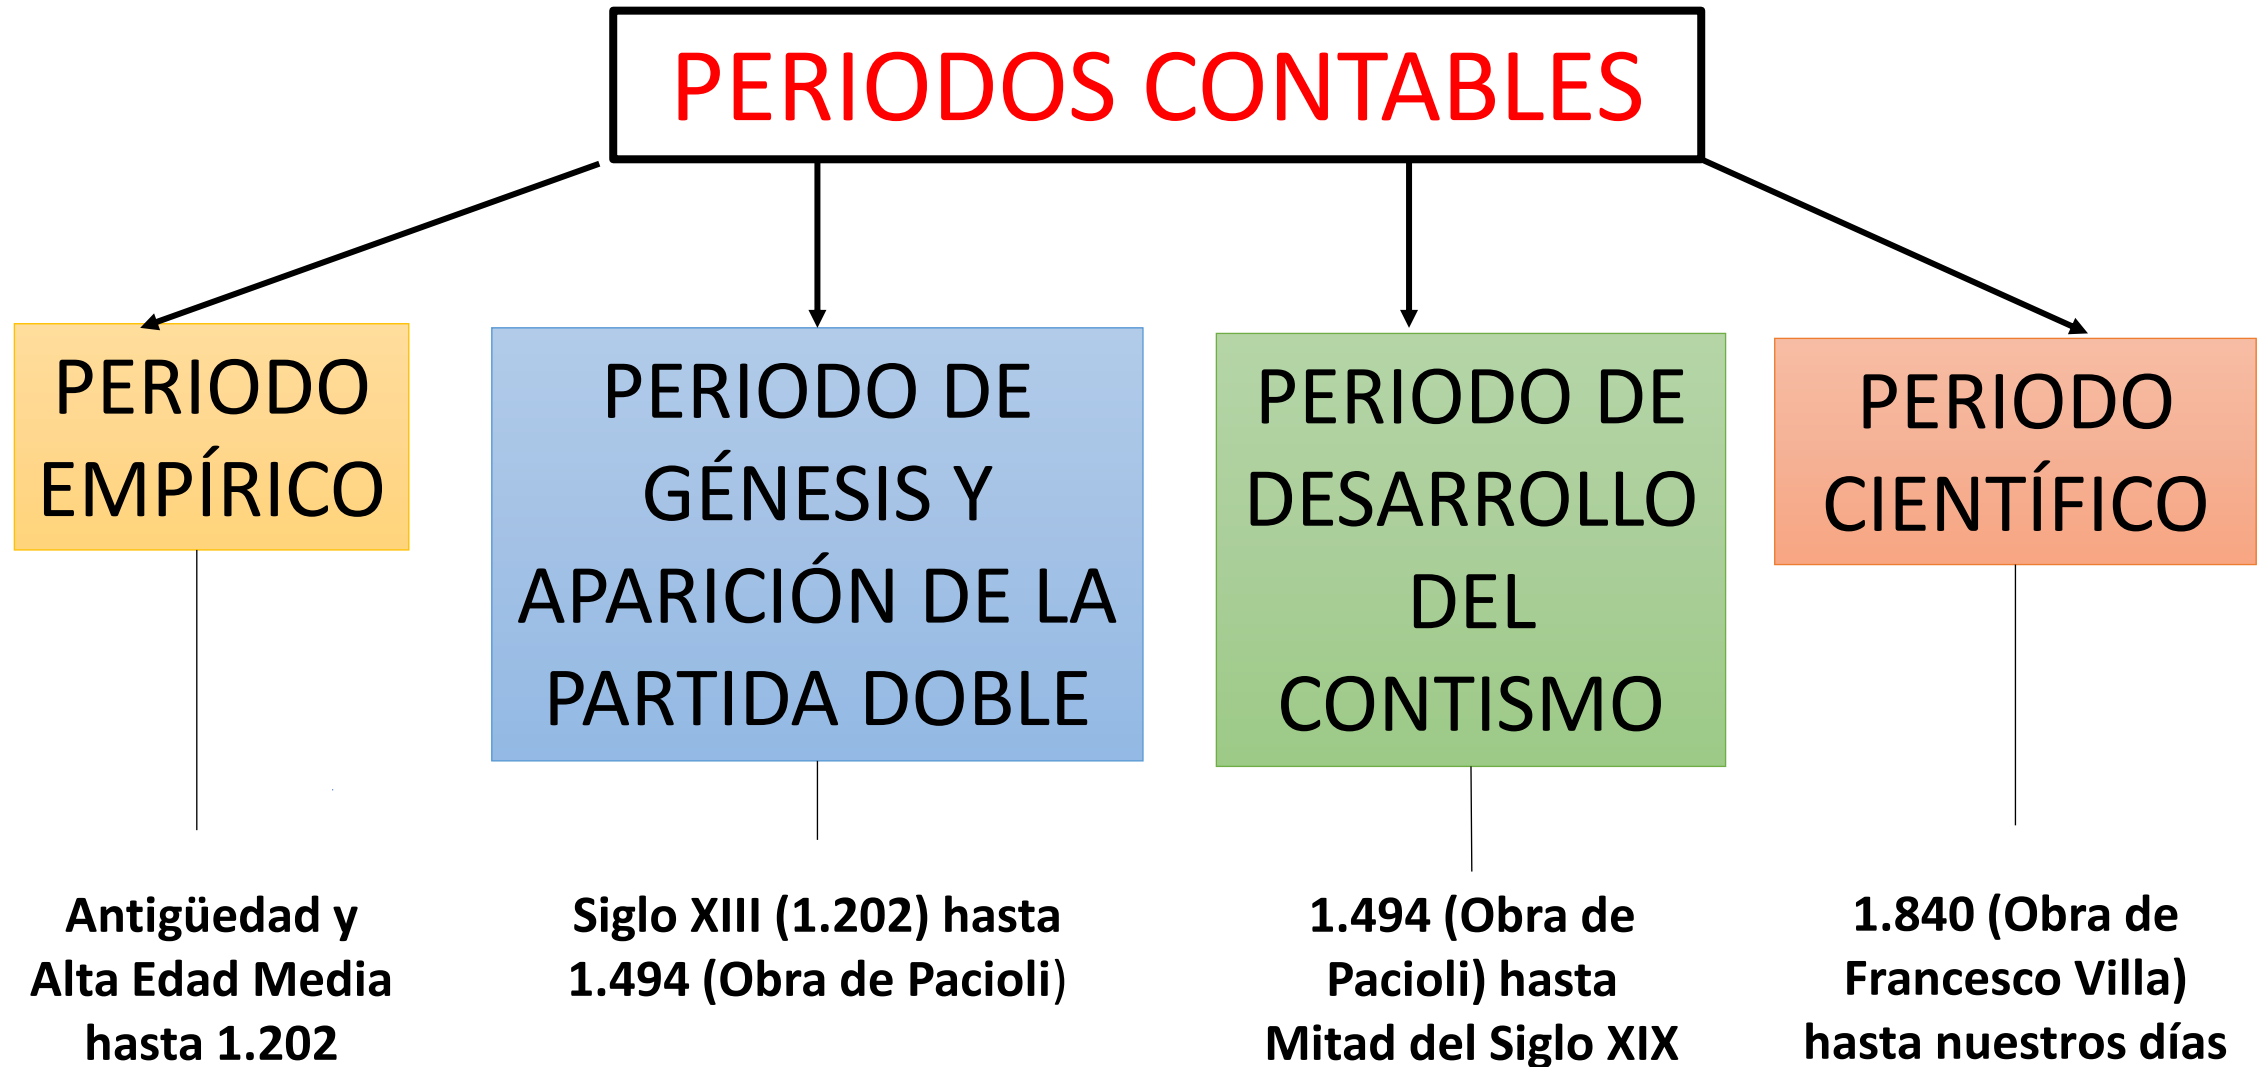 PERIODOS CONTABLES
PERIODO
EMPÍRICO
PERIODO DE
GÉNESIS Y
APARICIÓN DE LA
PARTIDA DOBLE
PERIODO DE
DESARROLLO
DEL
CONTISMO
PERIODO
CIENTÍFICO
Antigüedad y
Alta Edad Media
hasta 1.202
Siglo XIII (1.202) hasta
1.494 (Obra de Pacioli)
1.494 (Obra de
Pacioli) hasta
Mitad del Siglo XIX
1.840 (Obra de
Francesco Villa)
hasta nuestros días